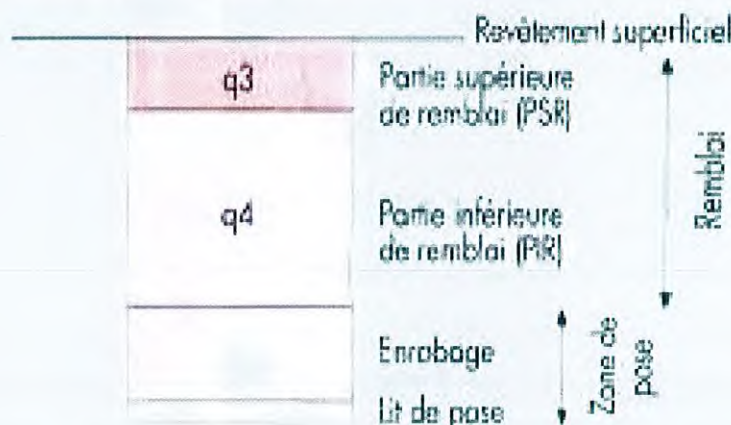 Revêtement superficiel
q3
Partie supérieure
de remblai (PSR)
Remblai
q4
Partie inférieure
de remblai (PIR)
Enrobage
Zone de
pose
Lit de pose